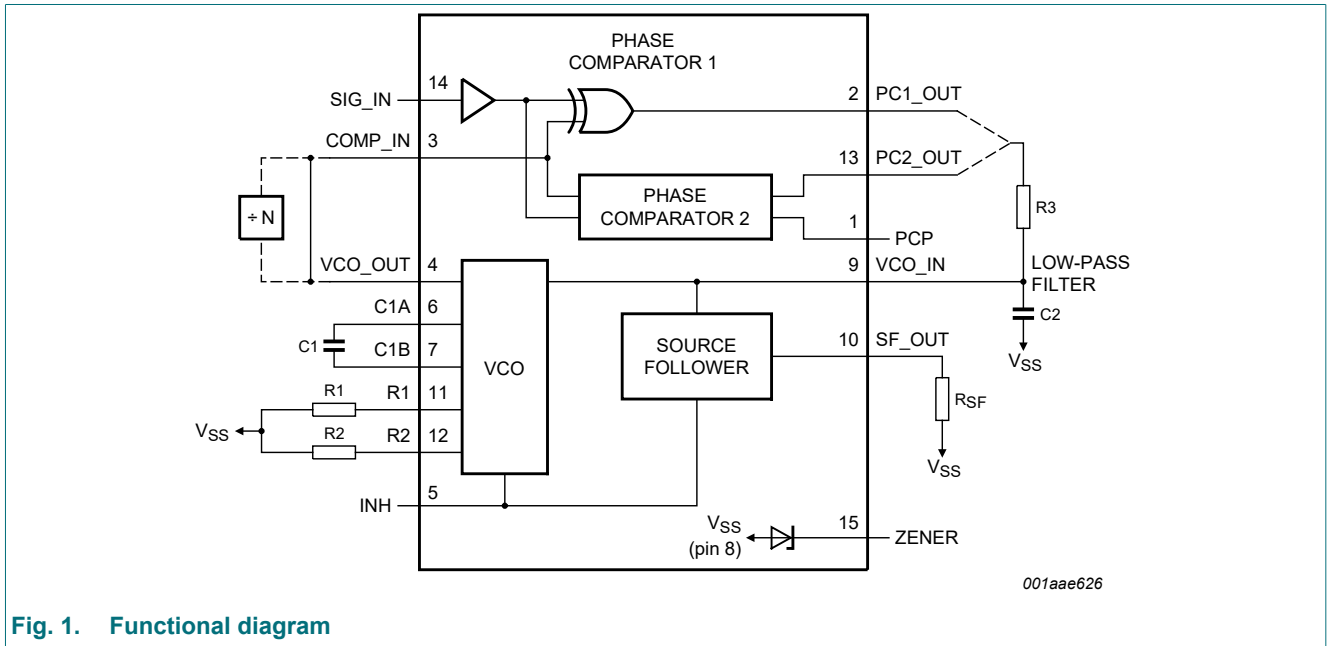 PHASE
COMPARATOR 1
14
SIG_IN
2 PC1_OUT
COMP_IN 3
13 PC2_OUT
÷ N
PHASE
COMPARATOR 2
R3
1
PCP
VCO_OUT 4
9 VCO_IN
LOW-PASS
FILTER
C1A 6
C2
C1
C1B 7
VCO
SOURCE
FOLLOWER
10 SF_OUT
VSS
R1
R1 11
RSF
VSS
R2
R2 12
VSS
INH
5
VSS
(pin 8)
15
ZENER
001aae626
Fig. 1. Functional diagram